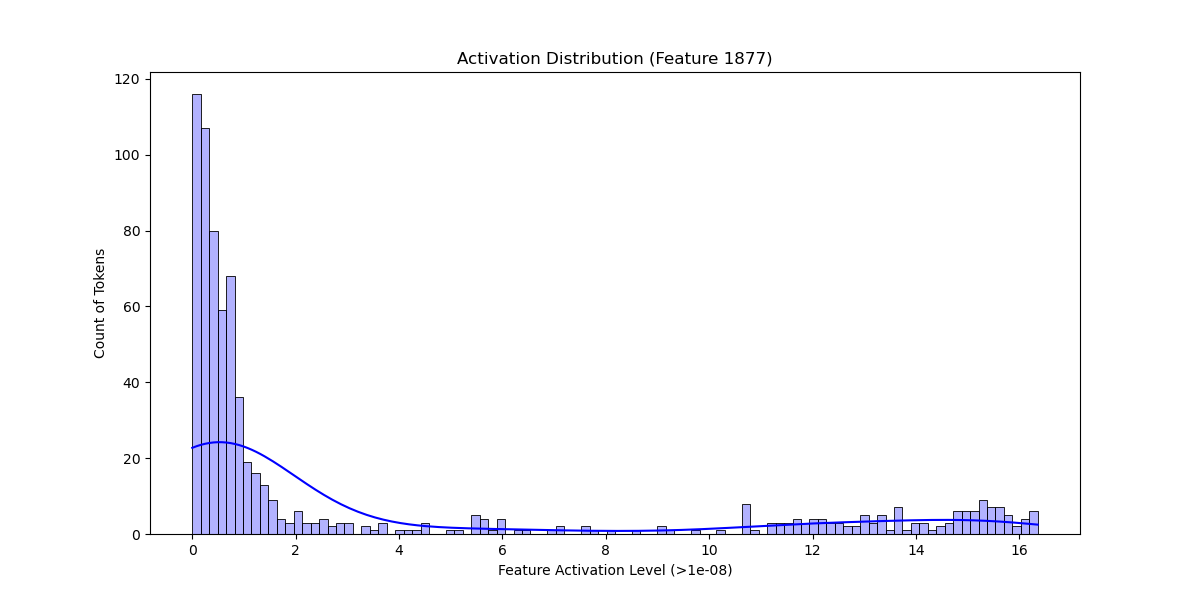 Activation Distribution (Feature 1877)
120
100
80
60
40
20
0
Count of Tokens
0 2 4 6 8 10 12 14 16
Feature Activation Level (>1e-08)